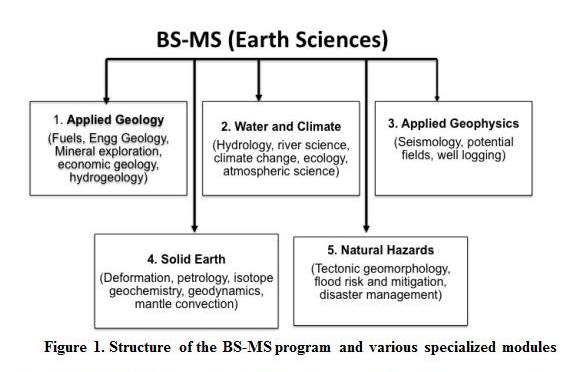 BS-MS (Earth Sciences)
1. Applied Geology
(Fuels, Engg Geology,
Mineral exploration,
economic geology,
hydrogeology)
2. Water and Climate
(Hydrology, river science,
climate change, ecology,
atmospheric science)
3. Applied Geophysics
(Seismology, potential
fields, well logging)
4. Solid Earth
(Deformation, petrology, isotope
geochemistry, geodynamics,
mantle convection)
5. Natural Hazards
(Tectonic geomorphology,
flood risk and mitigation,
disaster management)
Figure 1. Structure of the BS-MS program and various specialized modules